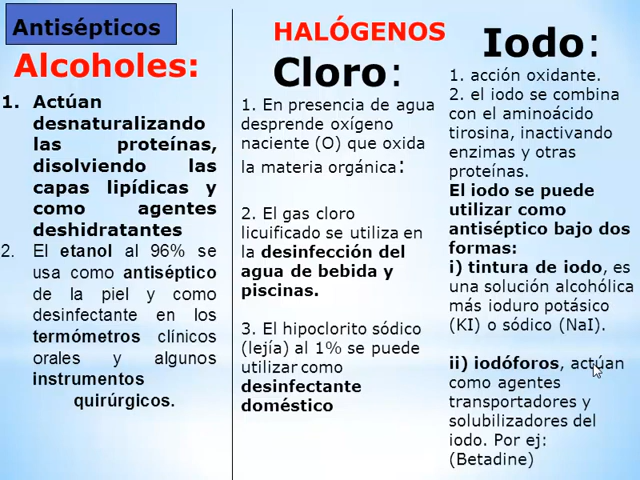 Antisépticos
Alcoholes:
1. Actúan
desnaturalizando
las proteínas,
disolviendo las
capas lipídicas y
como agentes
deshidratantes
2. El etanol al 96% se
usa como antiséptico
de la piel y como
desinfectante en los
termómetros clínicos
orales y algunos
instrumentos
quirúrgicos.
HALÓGENOS
Cloro:
1. En presencia de agua
desprende oxígeno
naciente (O) que oxida
la materia orgánica:
2. El gas cloro
licuificado se utiliza en
la desinfección del
agua de bebida y
piscinas.
3. El hipoclorito sódico
(lejía) al 1% se puede
utilizar como
desinfectante
doméstico
Iodo:
1. acción oxidante.
2. el iodo se combina
con el aminoácido
tirosina, inactivando
enzimas y otras
proteínas.
El iodo se puede
utilizar como
antiséptico bajo dos
formas:
i) tintura de iodo, es
una solución alcohólica
más ioduro potásico
(KI) o sódico (NaI).
ii) iodóforos, actúan
como agentes
transportadores y
solubilizadores del
iodo. Por ej:
(Betadine)